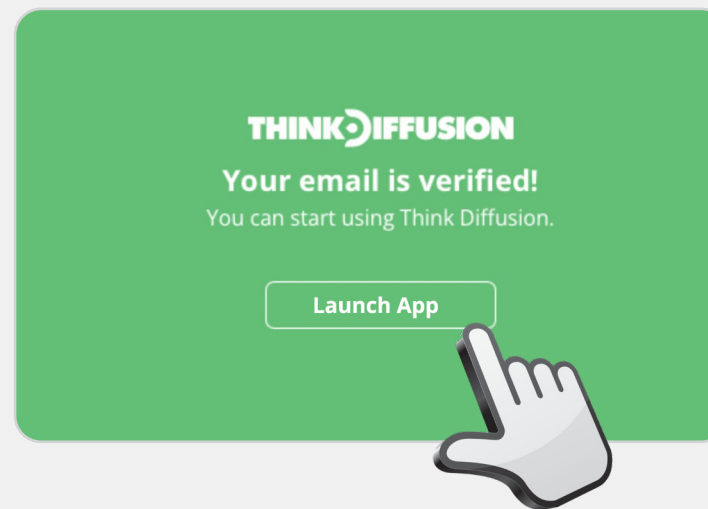 THINKDIFFUSION
Your email is verified!
You can start using Think Diffusion.
Launch App